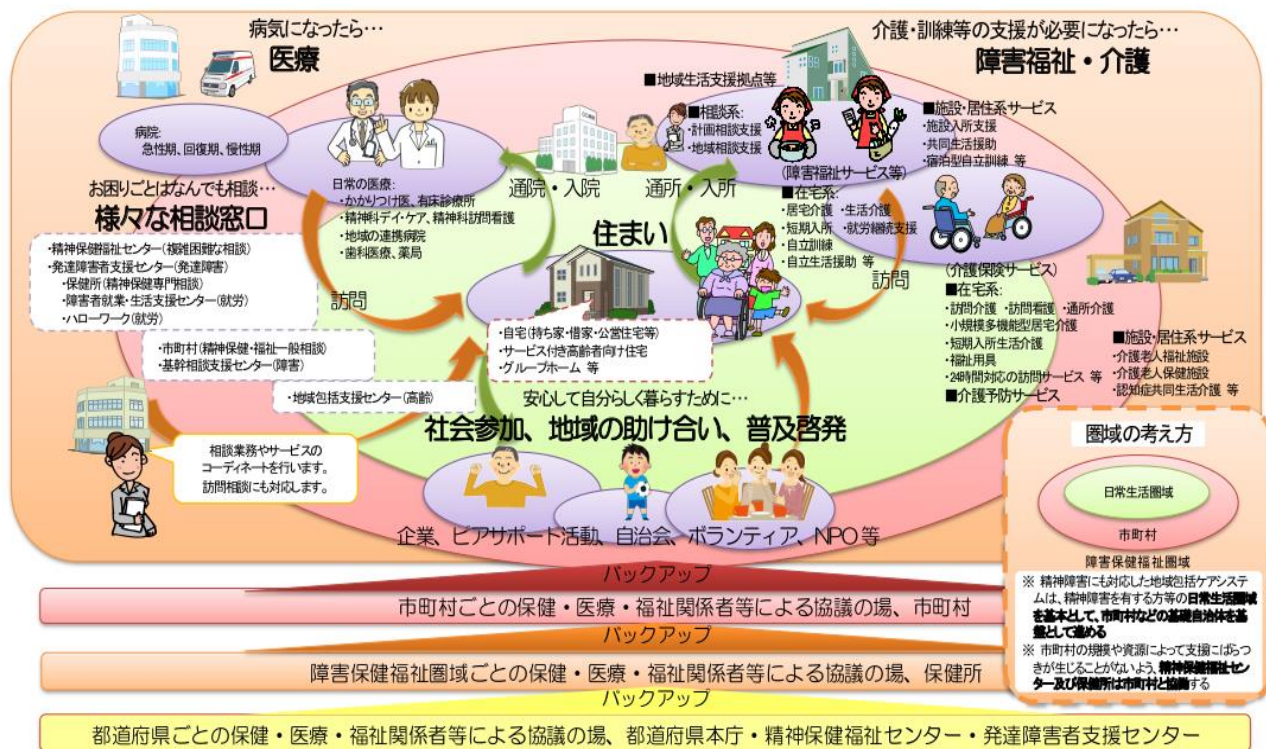 病気になったら…
医療
介護・訓練等の支援が必要になったら…
障害福祉・介護
病院:
急性期、回復期、慢性期
日常の医療:
・かかりつけ医、有床診療所
・精神科デイ・ケア、精神科訪問看護
・地域の連携病院
・歯科医療、薬局
通院・入院
通所・入所
■地域生活支援拠点等
■相談系
・計画相談支援
・地域相談支援
■施設・居住系サービス
・施設入所支援
・共同生活援助
・宿泊型自立訓練 等
(障害福祉サービス等)
■在宅系:
・居宅介護 ・生活介護
・短期入所 ・就労継続支援
・自立訓練
・自立生活援助 等
お困りごとはなんでも相談…
様々な相談窓口
・精神保健福祉センター(複雑困難な相談)
・発達障害者支援センター(発達障害)
・保健所(精神保健専門相談)
・障害者就業・生活支援センター(就労)
・ハローワーク(就労)
・市町村(精神保健・福祉一般相談)
・基幹相談支援センター(障害)
・地域包括支援センター(高齢)
相談業務やサービスの
コーディネートを行います。
訪問相談にも対応します。
訪問
訪問
住まい
・自宅(持ち家・借家・公営住宅等)
・サービス付き高齢者向け住宅
・グループホーム 等
(介護保険サービス)
■在宅系:
・訪問介護 ・訪問看護 ・通所介護
・小規模多機能型居宅介護
・短期入所生活介護
・福祉用具
・24時間対応の訪問サービス 等
■介護予防サービス
■施設・居住系サービス
・介護老人福祉施設
・介護老人保健施設
・認知症共同生活介護 等
安心して自分らしく暮らすために…
社会参加、地域の助け合い、普及啓発
企業、ピアサポート活動、自治会、ボランティア、NPO等
圏域の考え方
日常生活圏域
市町村
障害保健福祉圏域
※ 精神障害にも対応した地域包括ケアシステ
ムは、精神障害を有する方等の日常生活圏域
を基本として、市町村などの基礎自治体を基
盤として進める
※ 市町村の規模や資源によって支援にばらつ
きが生じることがないよう、精神保健福祉セン
ター及び保健所は市町村と協働する
バックアップ
市町村ごとの保健・医療・福祉関係者等による協議の場、市町村
バックアップ
障害保健福祉圏域ごとの保健・医療・福祉関係者等による協議の場、保健所
バックアップ
都道府県ごとの保健・医療・福祉関係者等による協議の場、都道府県本庁・精神保健福祉センター・発達障害者支援センター